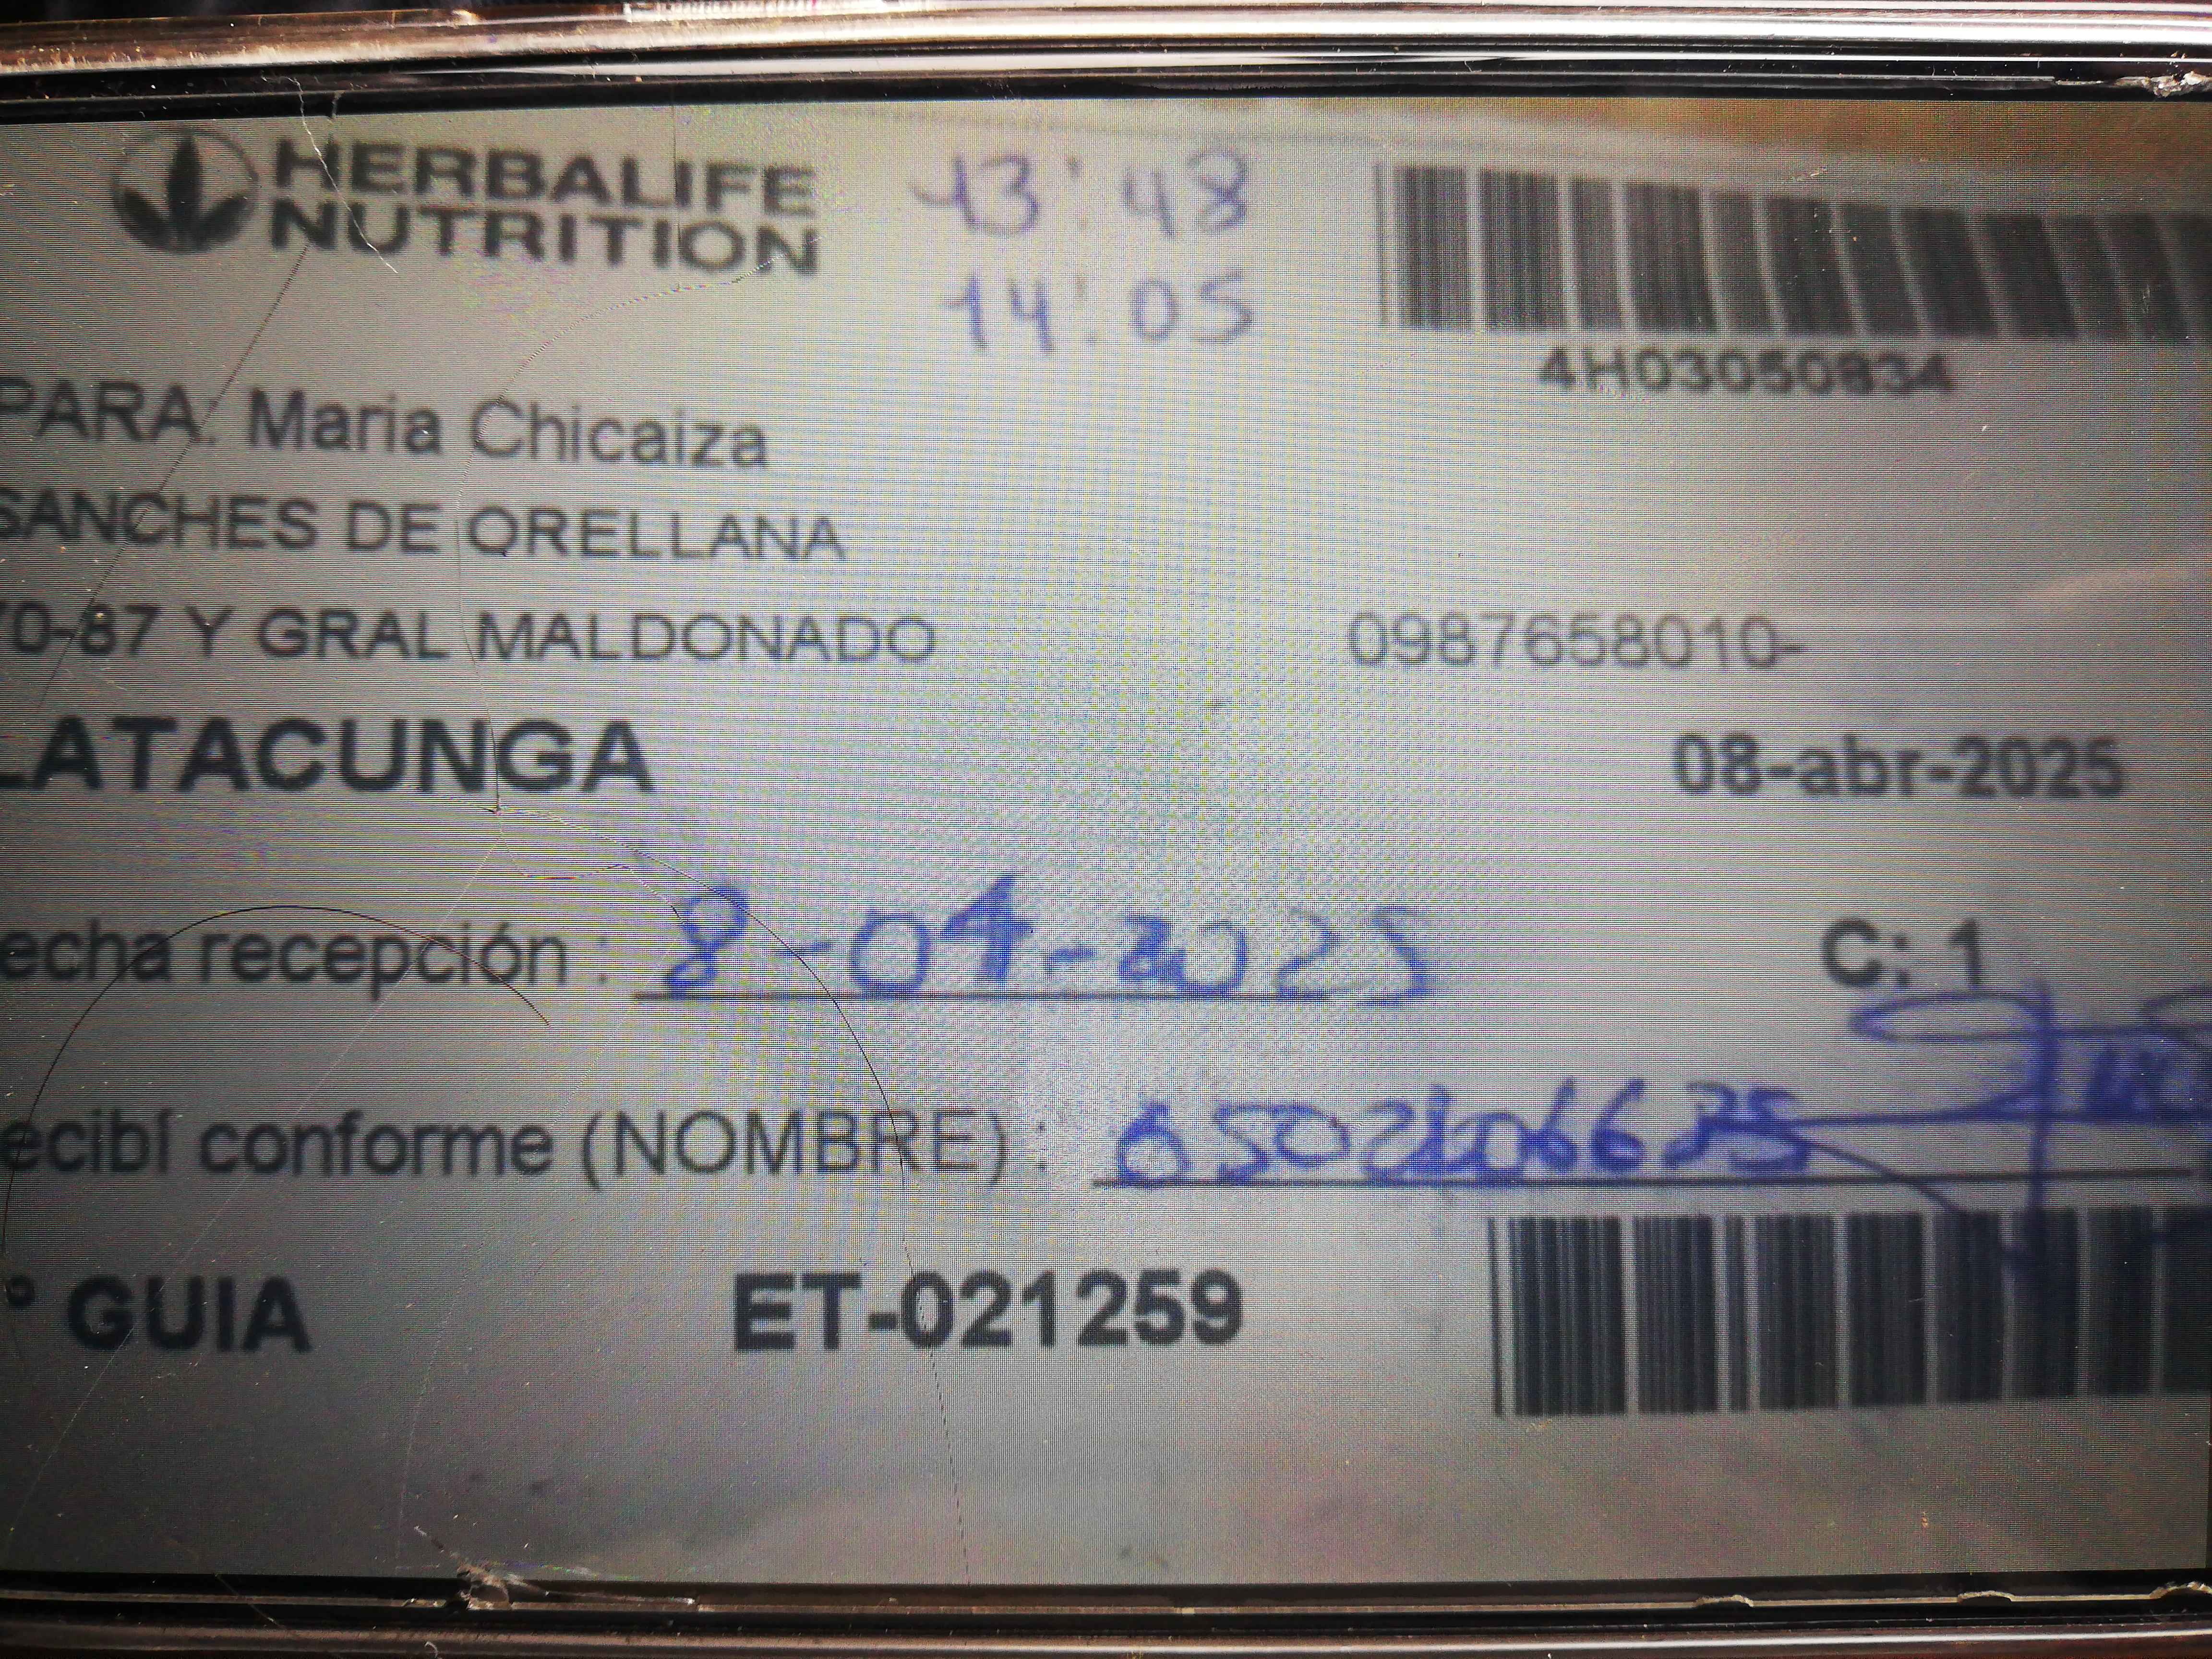 HERBALIFE
NUTRITION
13:48
14:05
4H03050834
PARA. Maria Chicaiza
SANCHES DE ORELLANA
70-87 Y GRAL MALDONADO
0987658010-
LATACUNGA
08-abr-2025
echa recepción : 8-04-2025
C: 1
ecibí conforme (NOMBRE) :
° GUIA
ET-021259